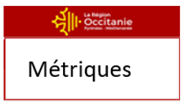 La Région
Occitanie
Pyrénées - Méditerranée
Métriques